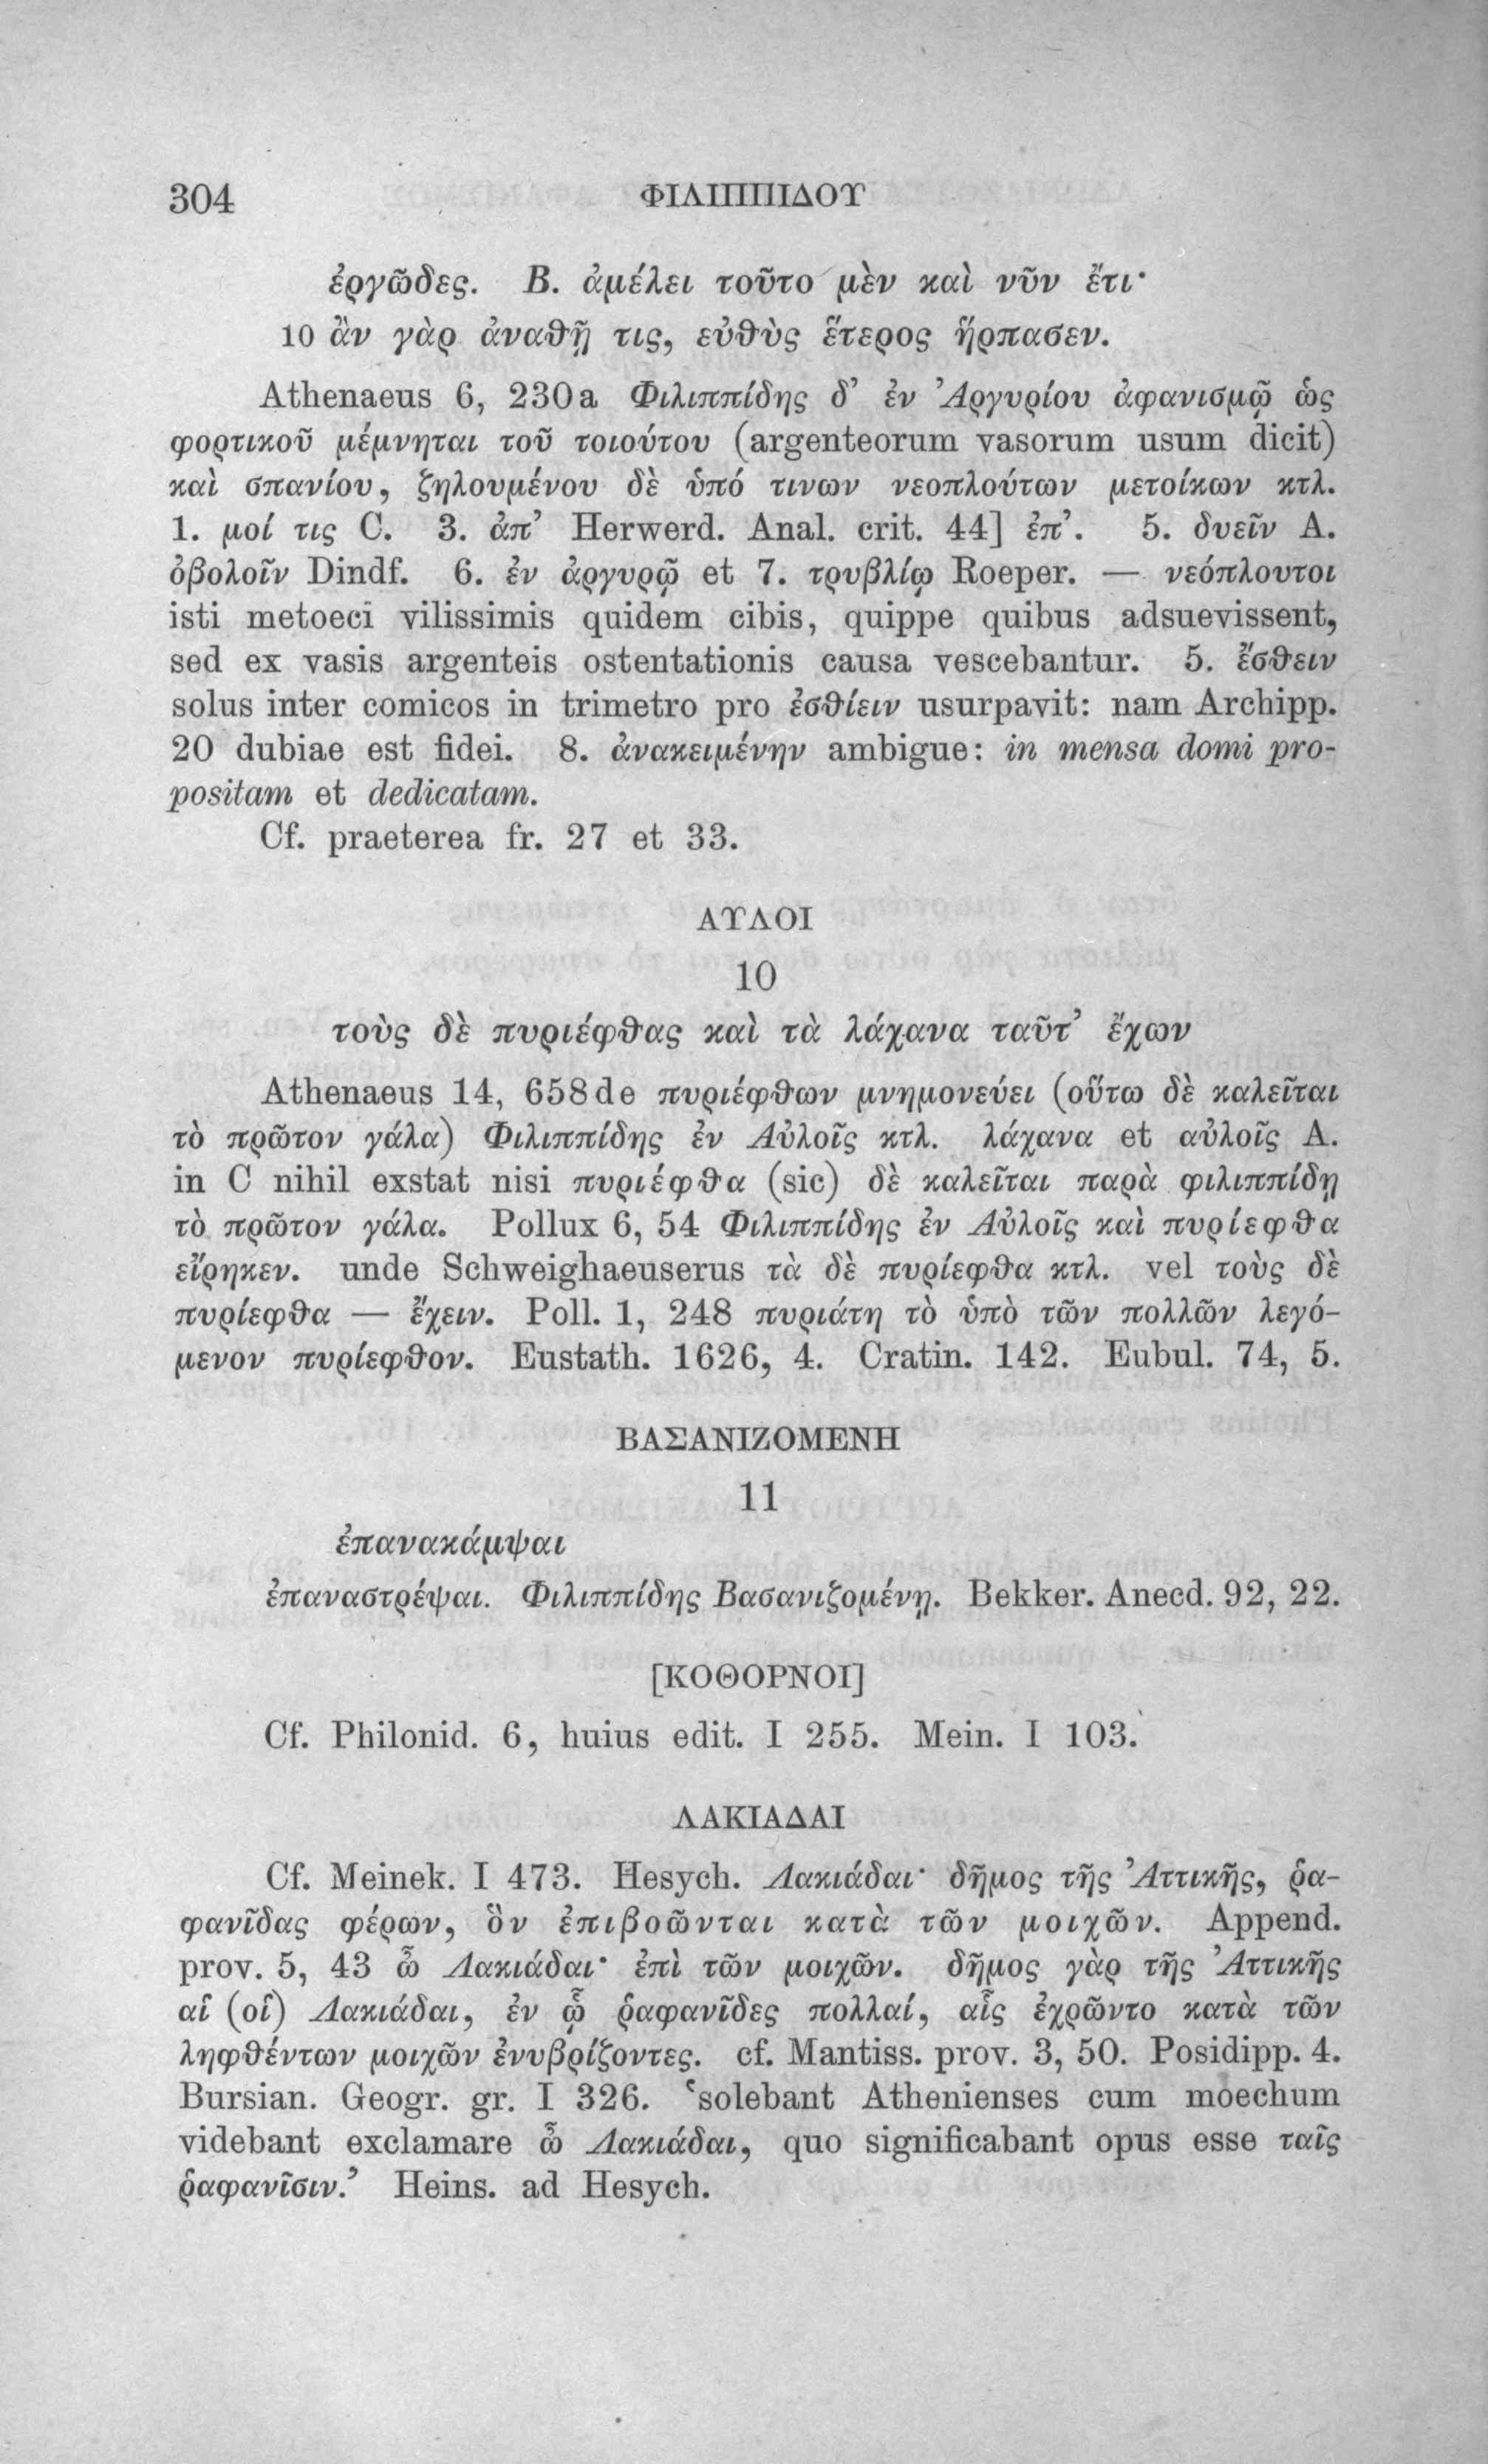 304 ΦΙΛΙΠΠΙΔΟΥ
ἐργῶδες. Β. ἀμέλει τοῦτο μὲν καὶ νῦν ἔτι·
10 ἂν γὰρ ἀναθῇ τις, εὐθὺς ἕτερος ἥρπασεν.
Athenaeus 6, 230a Φιλιππίδης δ’ ἐν Ἀργυρίου ἀφανισμῷ ὡς
φορτικοῦ μέμνηται τοῦ τοιούτου (argenteorum vasorum usum dicit)
καὶ σπανίου, ζηλουμένου δὲ ὑπό τινων νεοπλούτων μετοίκων κτλ.
1. μοί τις C. 3. ἀπ’ Herwerd. Anal. crit. 44] ἐπ’. 5. δυεῖν A.
ὀβολοῖν Dindf. 6. ἐν ἀργυρῷ et 7. τρυβλίῳ Roeper. — νεόπλουτοι
isti metoeci vilissimis quidem cibis, quippe quibus adsuevissent,
sed ex vasis argenteis ostentationis causa vescebantur. 5. ἔσθειν
solus inter comicos in trimetro pro ἐσθίειν usurpavit: nam Archipp.
20 dubiae est fidei. 8. ἀνακειμένην ambigue: in mensa domi pro-
positam et dedicatam.
Cf. praeterea fr. 27 et 33.
ΑΥΛΟΙ
10
τοὺς δὲ πυριέφθας καὶ τὰ λάχανα ταῦτ’ ἔχων
Athenaeus 14, 658de πυριέφθων μνημονεύει (οὕτω δὲ καλεῖται
τὸ πρῶτον γάλα) Φιλιππίδης ἐν Αὐλοῖς κτλ. λάχανα et αὐλοῖς A.
in C nihil exstat nisi πυριέφθα (sic) δὲ καλεῖται παρὰ φιλιππίδῃ
τὸ πρῶτον γάλα. Pollux 6, 54 Φιλιππίδης ἐν Αὐλοῖς καὶ πυρίεφθα
εἴρηκεν. unde Schweighaeuserus τὰ δὲ πυρίεφθα κτλ. vel τοὺς δὲ
πυρίεφθα — ἔχειν. Poll. 1, 248 πυριάτη τὸ ὑπὸ τῶν πολλῶν λεγό-
μενον πυρίεφθον. Eustath. 1626, 4. Cratin. 142. Eubul. 74, 5.
ΒΑΣΑΝΙΖΟΜΕΝΗ
11
ἐπανακάμψαι
ἐπαναστρέψαι. Φιλιππίδης Βασανιζομένῃ. Bekker. Anecd. 92, 22.
[ΚΟΘΟΡΝΟΙ]
Cf. Philonid. 6, huius edit. I 255. Mein. I 103.
ΛΑΚΙΑΔΑΙ
Cf. Meinek. I 473. Hesych. Λακιάδαι· δῆμος τῆς Ἀττικῆς, ῥα-
φανῖδας φέρων, ὃν ἐπιβοῶνται κατὰ τῶν μοιχῶν. Append.
prov. 5, 43 ὦ Λακιάδαι· ἐπὶ τῶν μοιχῶν. δῆμος γὰρ τῆς Ἀττικῆς
αἱ (οἱ) Λακιάδαι, ἐν ᾧ ῥαφανῖδες πολλαί, αἷς ἐχρῶντο κατὰ τῶν
ληφθέντων μοιχῶν ἐνυβρίζοντες. cf. Mantiss. prov. 3, 50. Posidipp. 4.
Bursian. Geogr. gr. I 326. ‘solebant Athenienses cum moechum
videbant exclamare ὦ Λακιάδαι, quo significabant opus esse ταῖς
ῥαφανῖσιν.’ Heins. ad Hesych.